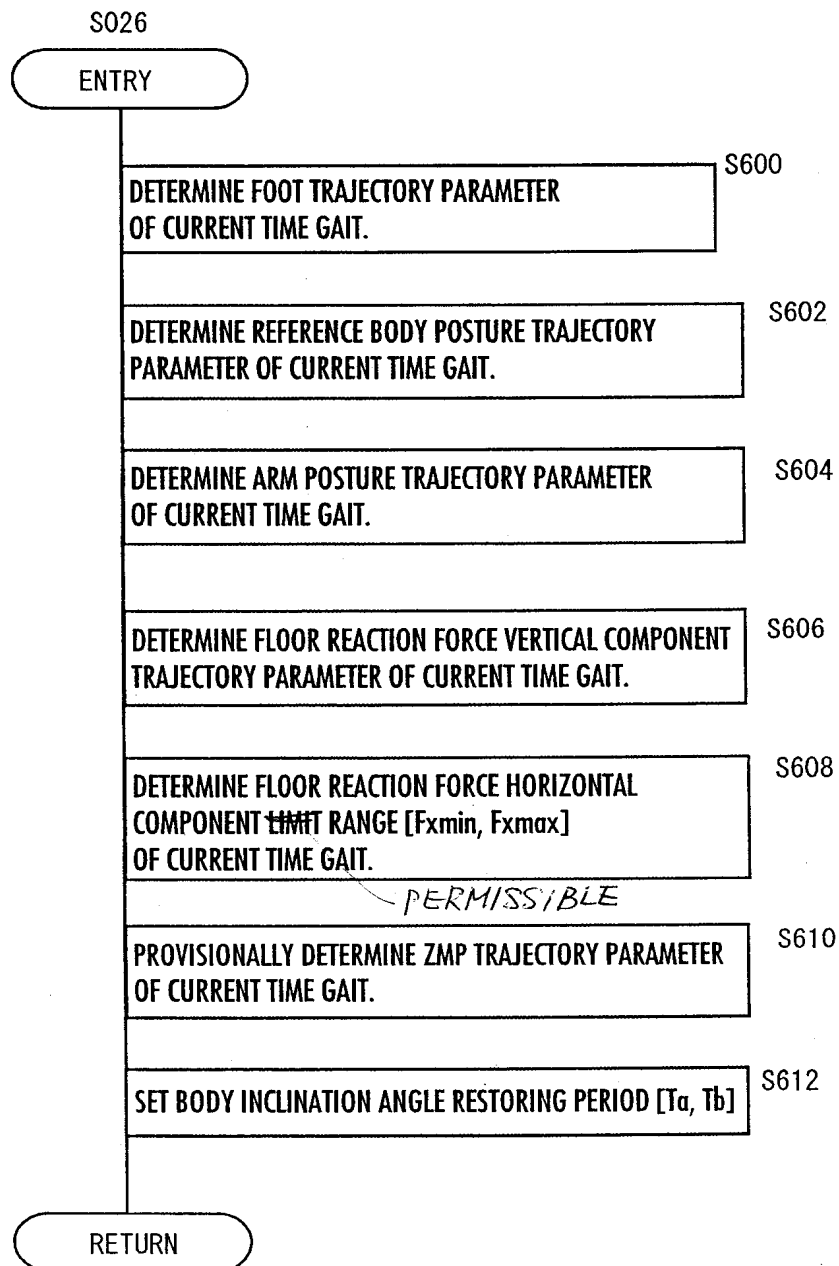 S026
ENTRY
S600
DETERMINE FOOT TRAJECTORY PARAMETER
OF CURRENT TIME GAIT.
S602
DETERMINE REFERENCE BODY POSTURE TRAJECTORY
PARAMETER OF CURRENT TIME GAIT.
S604
DETERMINE ARM POSTURE TRAJECTORY PARAMETER
OF CURRENT TIME GAIT.
S606
DETERMINE FLOOR REACTION FORCE VERTICAL COMPONENT
TRAJECTORY PARAMETER OF CURRENT TIME GAIT.
S608
DETERMINE FLOOR REACTION FORCE HORIZONTAL
COMPONENT LIMIT RANGE [Fxmin, Fxmax]
OF CURRENT TIME GAIT.
PERMISSIBLE
S610
PROVISIONALLY DETERMINE ZMP TRAJECTORY PARAMETER
OF CURRENT TIME GAIT.
S612
SET BODY INCLINATION ANGLE RESTORING PERIOD [Ta, Tb]
RETURN